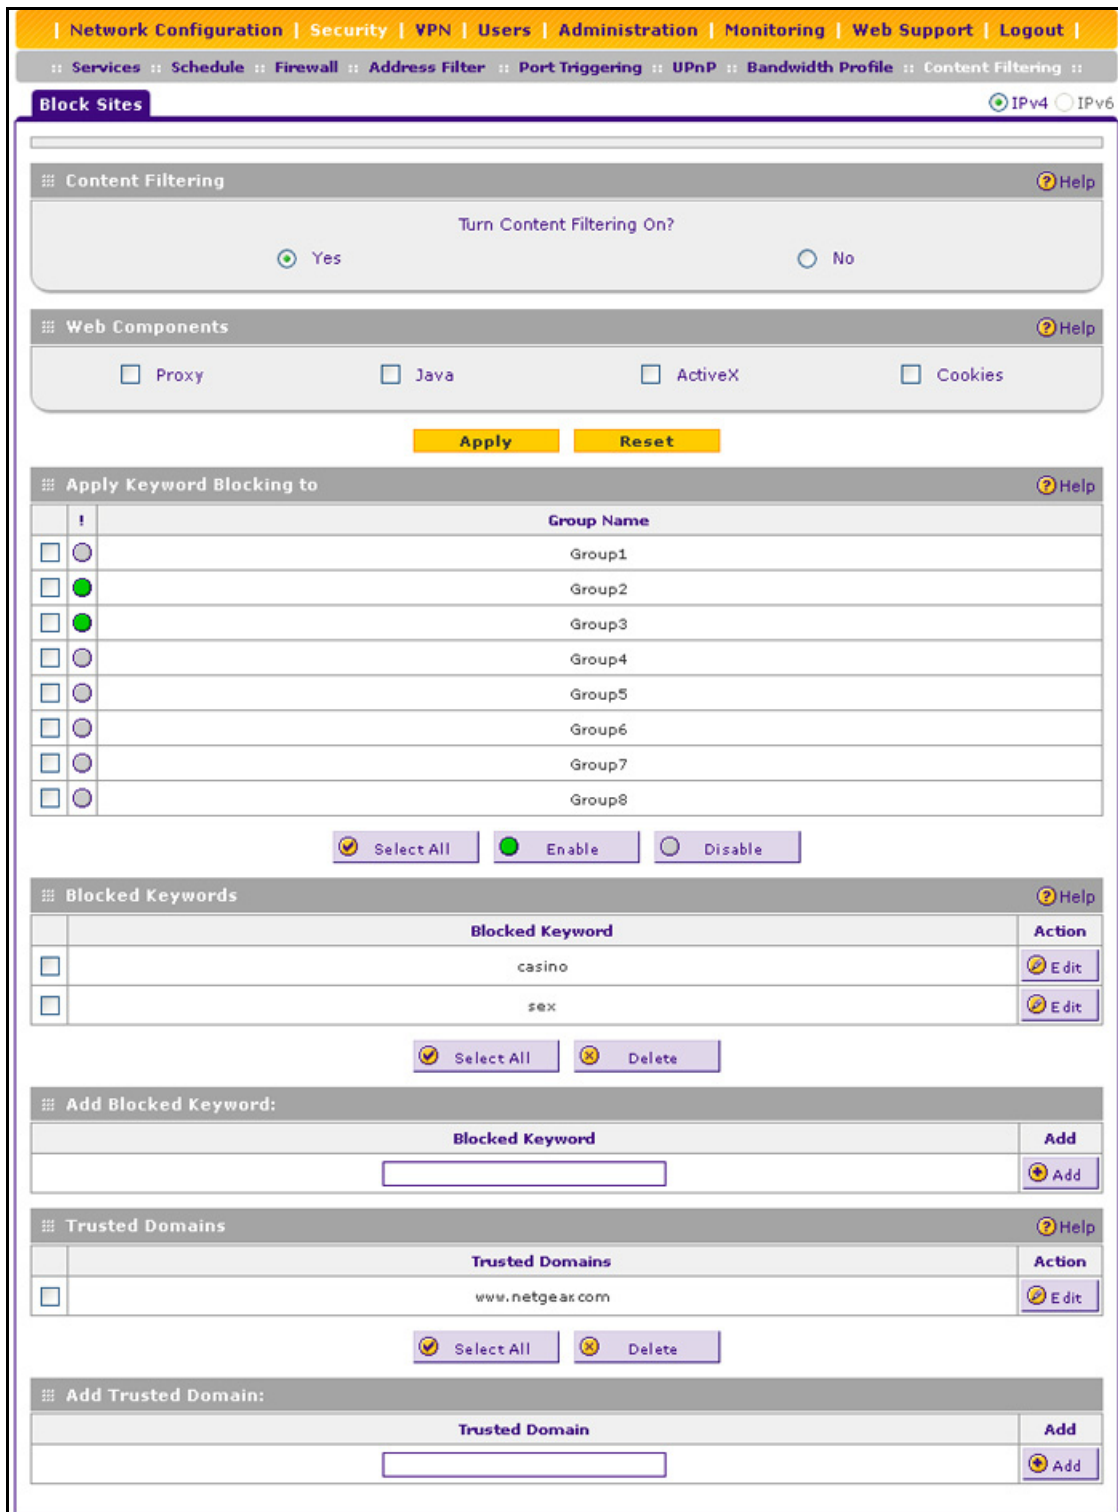 | Network Configuration | Security | VPN | Users | Administration | Monitoring | Web Support | Logout |
:: Services :: Schedule :: Firewall :: Address Filter :: Port Triggering :: UPnP :: Bandwidth Profile :: Content Filtering ::
Block Sites IPv4 IPv6
Content Filtering ? Help
Turn Content Filtering On?
Yes No
Web Components ? Help
Proxy Java ActiveX Cookies
Apply Reset
Apply Keyword Blocking to ? Help
! Group Name
Group1
Group2
Group3
Group4
Group5
Group6
Group7
Group8
Select All Enable Disable
Blocked Keywords ? Help
Blocked Keyword Action
casino Edit
sex Edit
Select All Delete
Add Blocked Keyword:
Blocked Keyword Add
Add
Trusted Domains ? Help
Trusted Domains Action
www.netgear.com Edit
Select All Delete
Add Trusted Domain:
Trusted Domain Add
Add